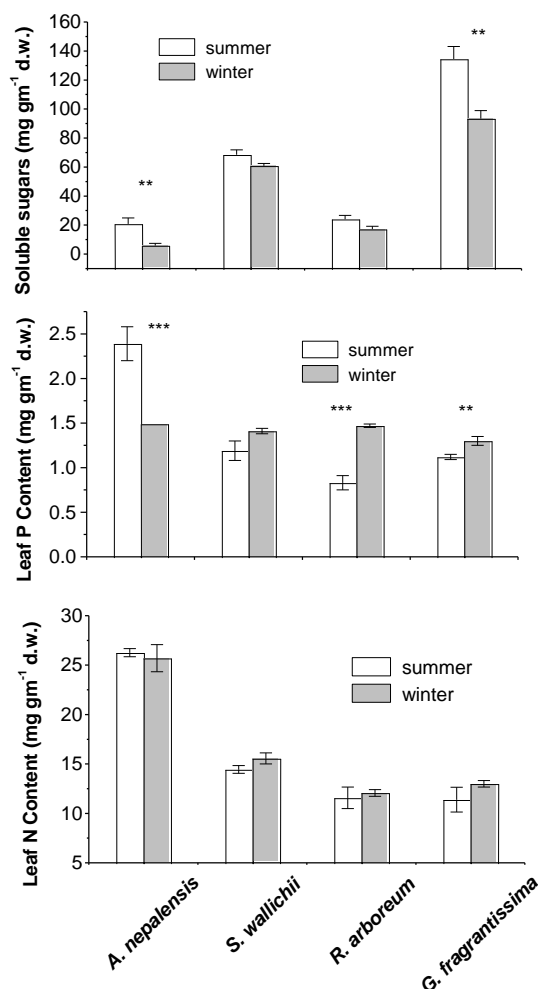 160
140
120
100
80
60
40
20
0
Soluble sugars (mg gm⁻¹ d.w.)
summer
winter
**
**
2.5
2.0
1.5
1.0
0.5
0.0
Leaf P Content (mg gm⁻¹ d.w.)
summer
winter
***
***
**
30
25
20
15
10
5
Leaf N Content (mg gm⁻¹ d.w.)
summer
winter
A. nepalensis
S. wallichii
R. arboreum
G. fragrantissima